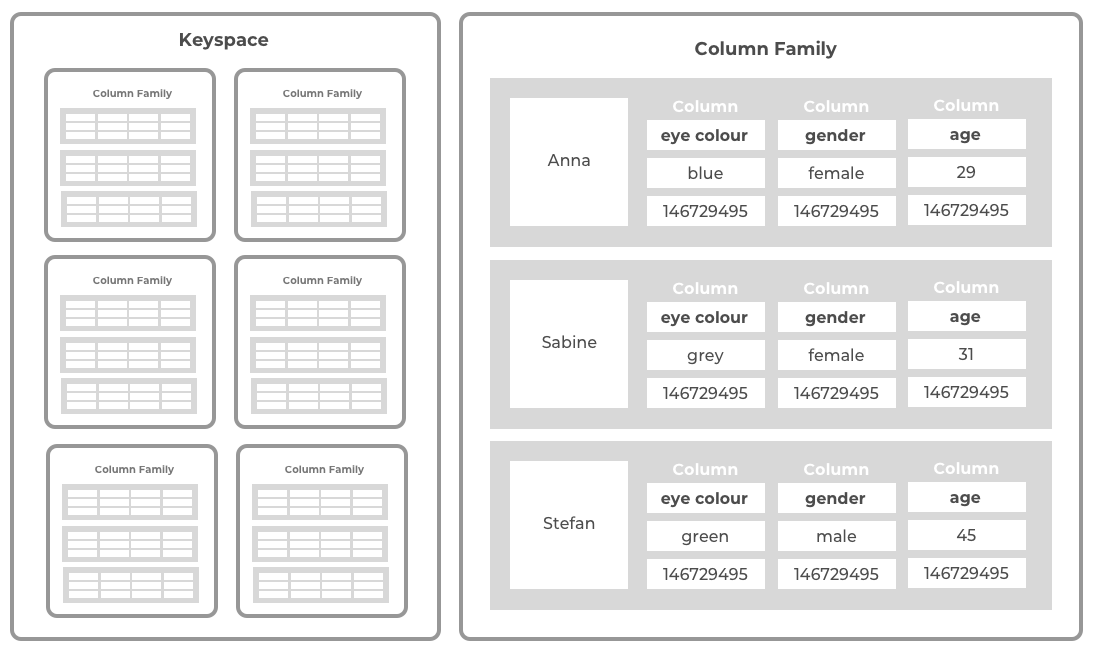 Keyspace
Column Family
Column Family
Column Family
Column Family
Column Family
Column Family
Column Family
Anna
Column Column Column
eye colour gender age
blue female 29
146729495 146729495 146729495
Sabine
Column Column Column
eye colour gender age
grey female 31
146729495 146729495 146729495
Stefan
Column Column Column
eye colour gender age
green male 45
146729495 146729495 146729495